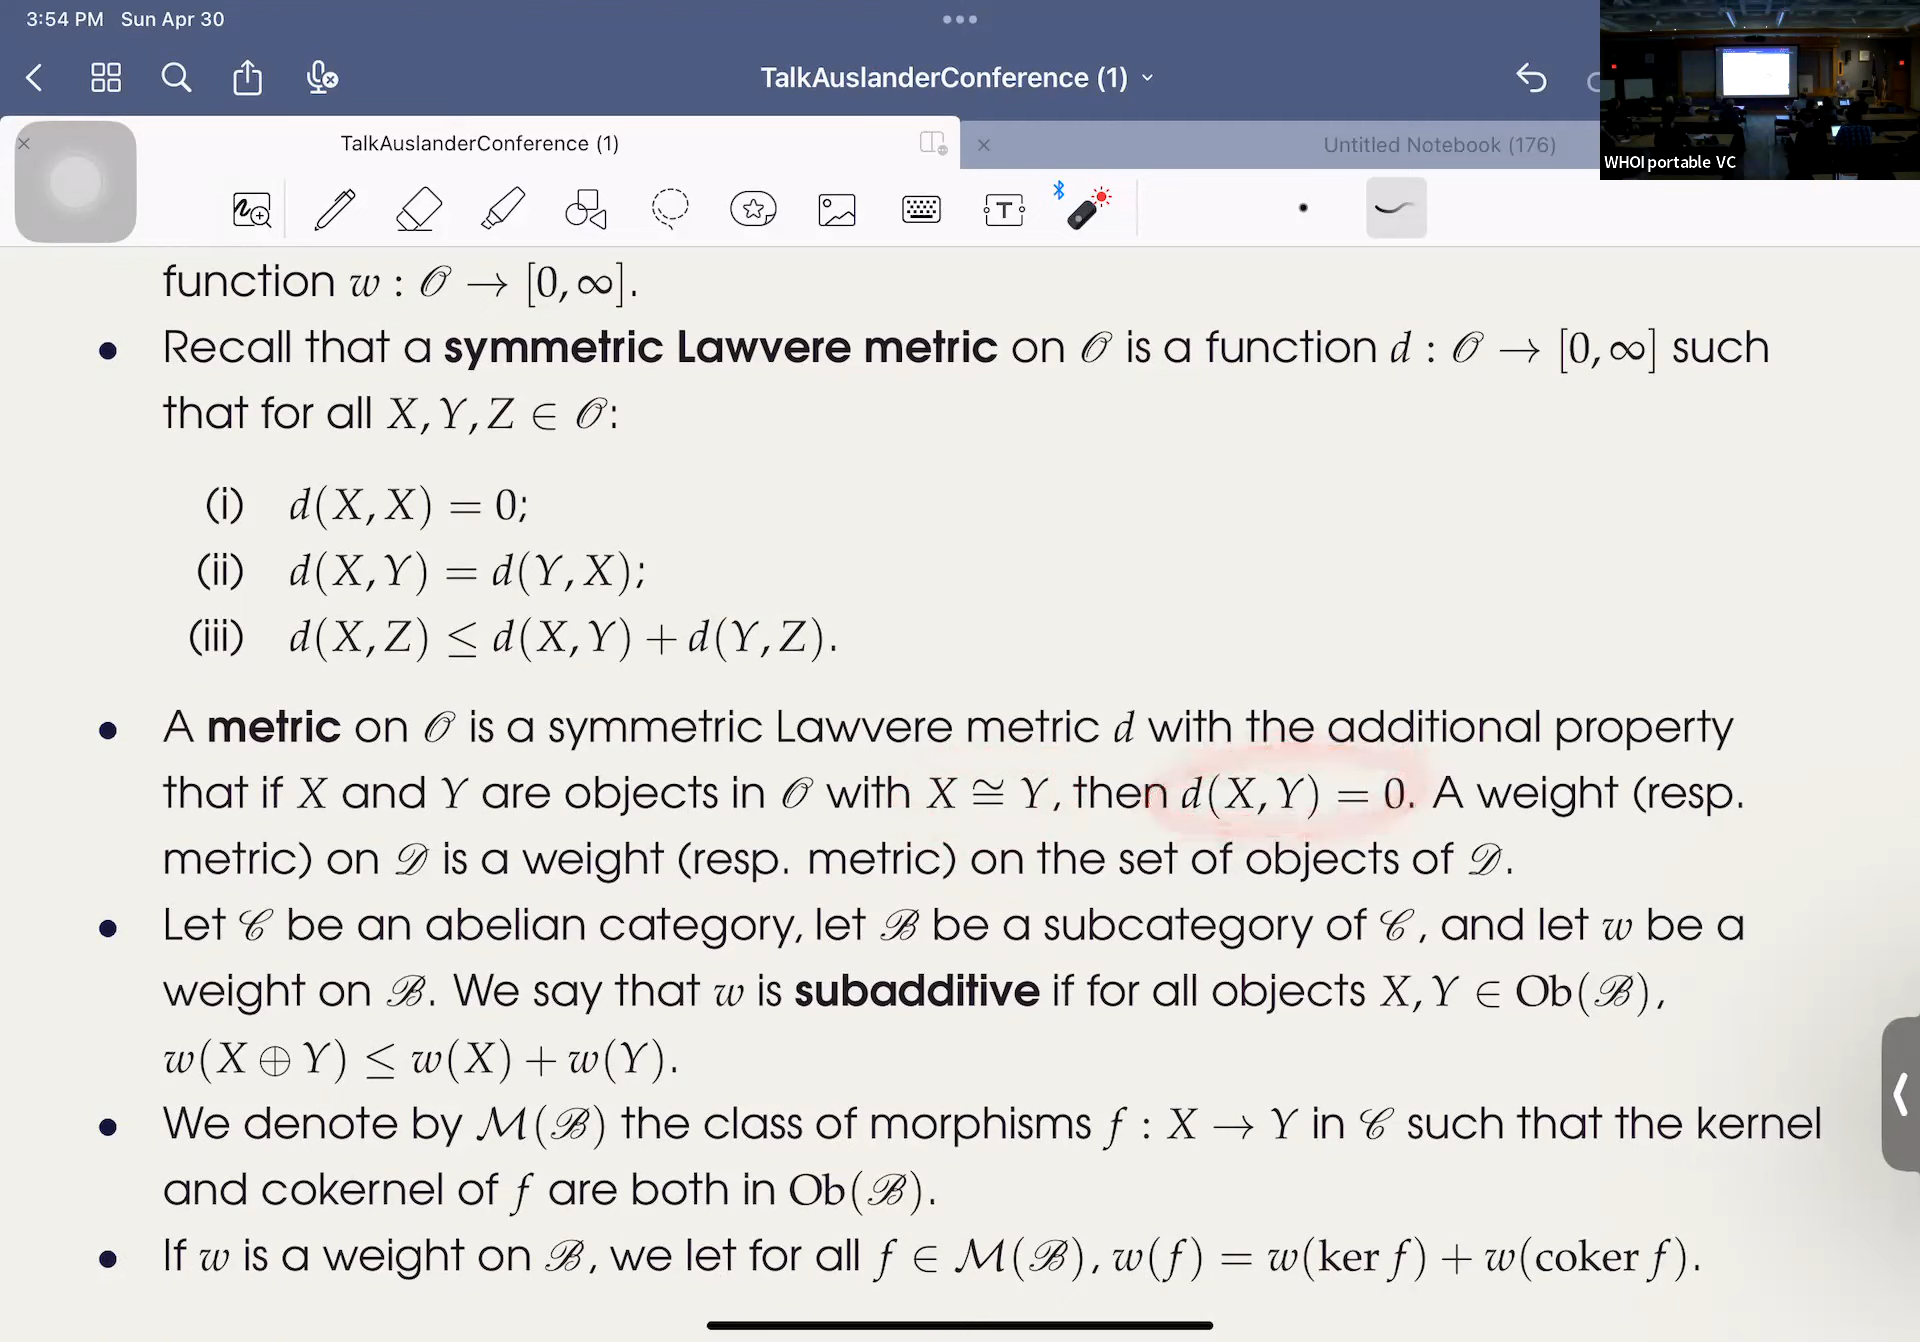 3:54 PM Sun Apr 30
TalkAuslanderConference (1)
WHOI portable VC
TalkAuslanderConference (1)
Untitled Notebook (176)
function w : 𝒪 → [0, ∞].
• Recall that a symmetric Lawvere metric on 𝒪 is a function d : 𝒪 → [0, ∞] such
that for all X, Y, Z ∈ 𝒪:
(i) d(X, X) = 0;
(ii) d(X, Y) = d(Y, X);
(iii) d(X, Z) ≤ d(X, Y) + d(Y, Z).
• A metric on 𝒪 is a symmetric Lawvere metric d with the additional property
that if X and Y are objects in 𝒪 with X ≅ Y, then d(X, Y) = 0. A weight (resp.
metric) on 𝒟 is a weight (resp. metric) on the set of objects of 𝒟.
• Let 𝒞 be an abelian category, let ℬ be a subcategory of 𝒞, and let w be a
weight on ℬ. We say that w is subadditive if for all objects X, Y ∈ Ob(ℬ),
w(X ⊕ Y) ≤ w(X) + w(Y).
• We denote by ℳ(ℬ) the class of morphisms f : X → Y in 𝒞 such that the kernel
and cokernel of f are both in Ob(ℬ).
• If w is a weight on ℬ, we let for all f ∈ ℳ(ℬ), w(f) = w(ker f) + w(coker f).